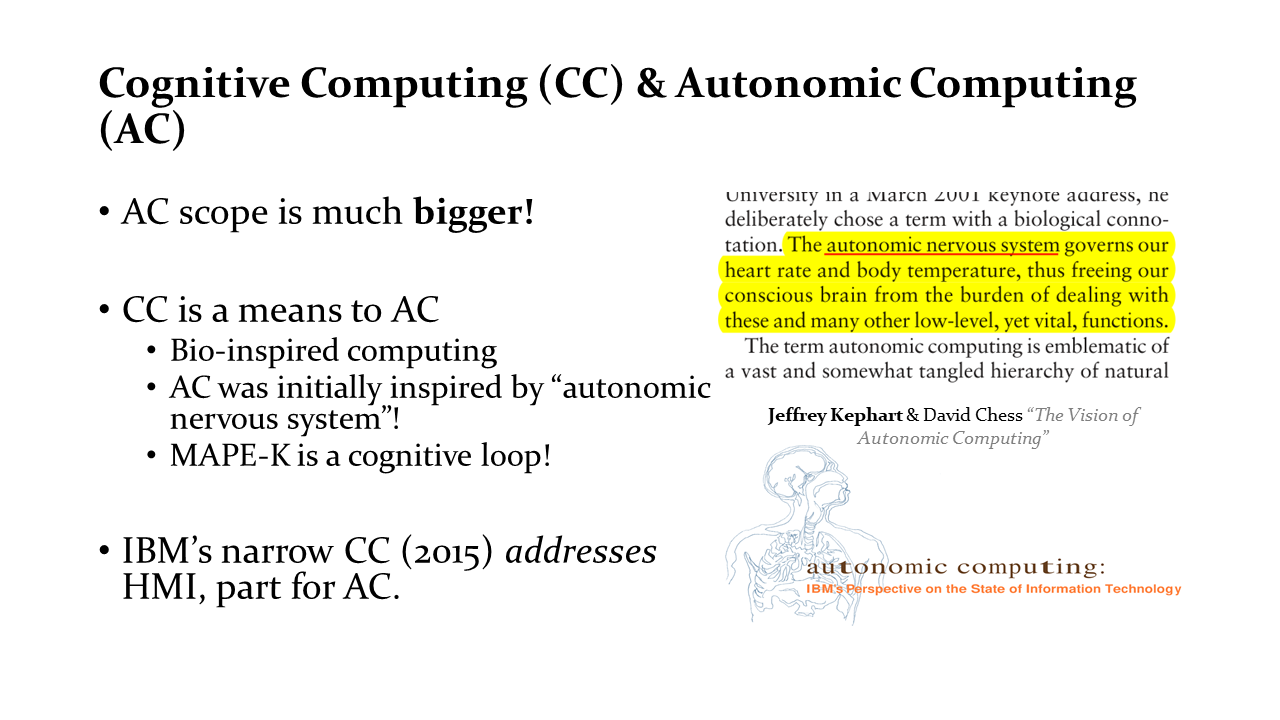 Cognitive Computing (CC) & Autonomic Computing
(AC)
• AC scope is much bigger!
• CC is a means to AC
• Bio-inspired computing
• AC was initially inspired by “autonomic
nervous system”!
• MAPE-K is a cognitive loop!
• IBM’s narrow CC (2015) addresses
HMI, part for AC.
University in a March 2001 keynote address, he
deliberately chose a term with a biological conno-
tation. The autonomic nervous system governs our
heart rate and body temperature, thus freeing our
conscious brain from the burden of dealing with
these and many other low-level, yet vital, functions.
The term autonomic computing is emblematic of
a vast and somewhat tangled hierarchy of natural
Jeffrey Kephart & David Chess “The Vision of
Autonomic Computing”
autonomic computing:
IBM's Perspective on the State of Information Technology